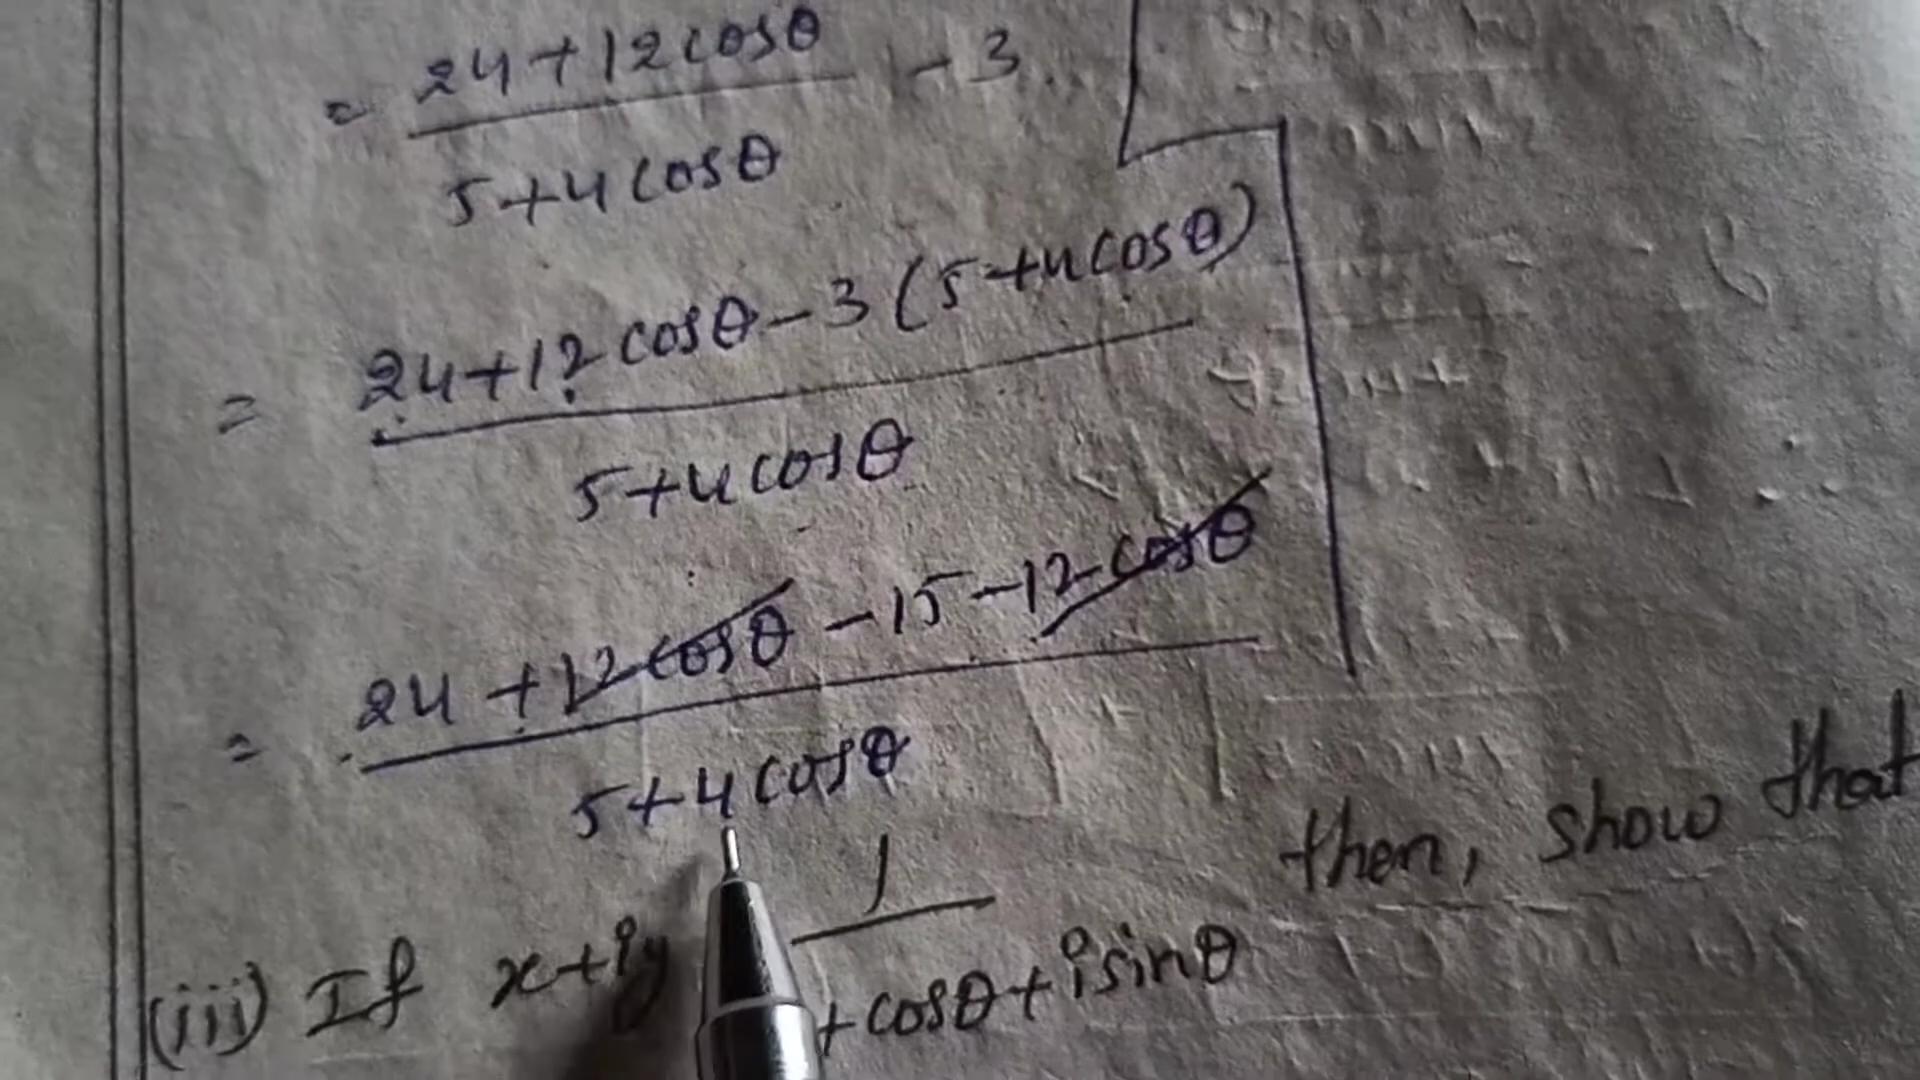 = 24+12cosθ / 5+4cosθ - 3
= 24+12cosθ-3(5+4cosθ) / 5+4cosθ
= 24+12cosθ-15-12cosθ / 5+4cosθ
(iii) If x+iy 1 / +cosθ+isinθ then, show that